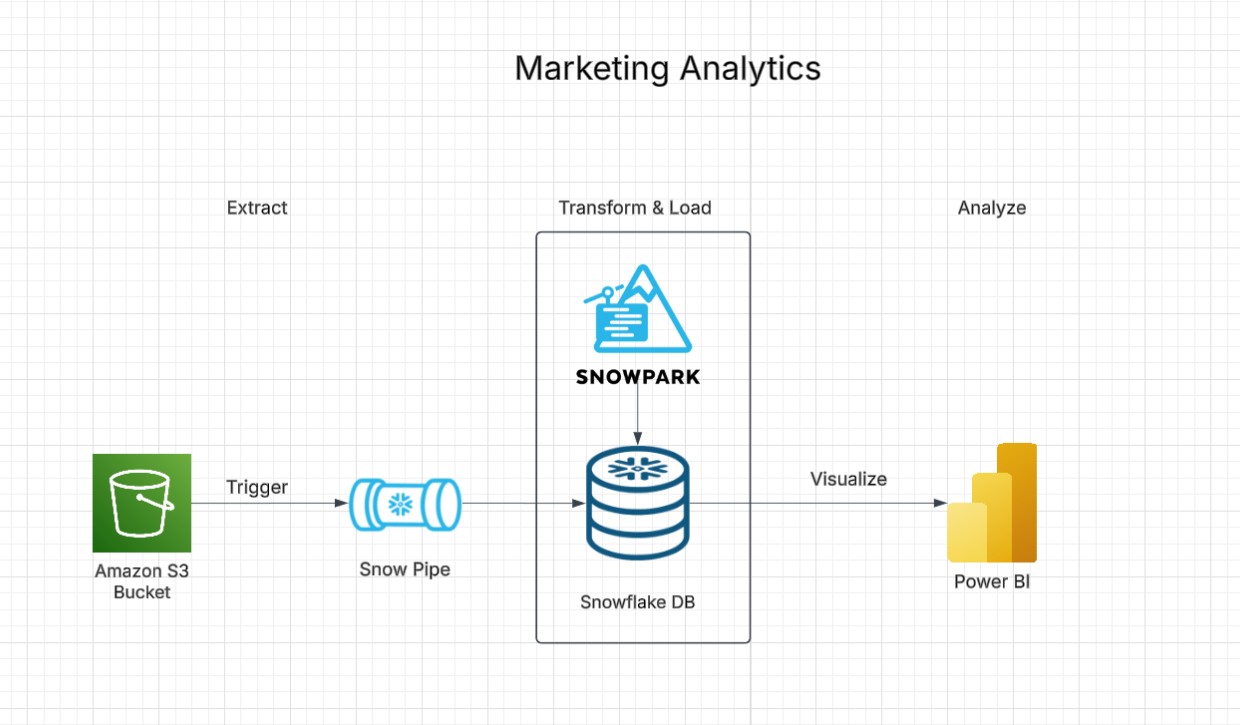 Marketing Analytics
Extract
Transform & Load
Analyze
SNOWPARK
Trigger
Visualize
Amazon S3
Bucket
Snow Pipe
Snowflake DB
Power BI